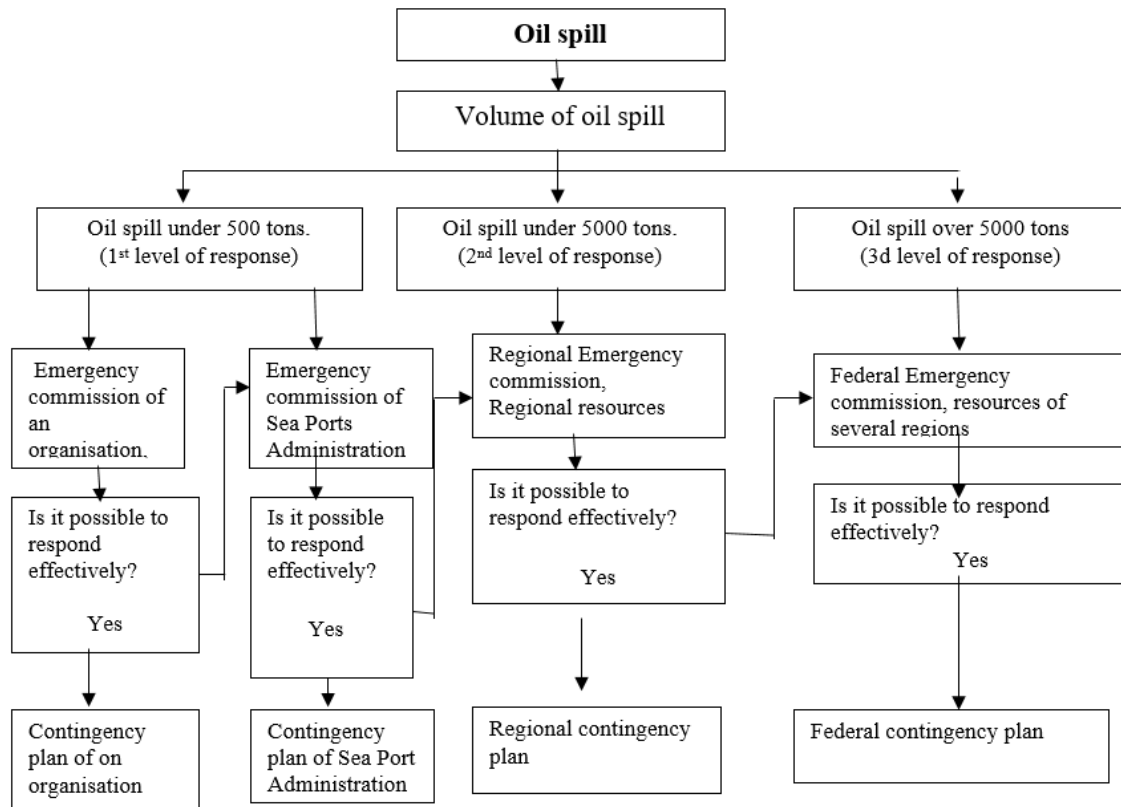 Oil spill
Volume of oil spill
Oil spill under 500 tons.
(1st level of response)
Oil spill under 5000 tons.
(2nd level of response)
Oil spill over 5000 tons
(3d level of response)
Emergency
commission of
an
organisation,
Emergency
commission of
Sea Ports
Administration
Regional Emergency
commission,
Regional resources
Federal Emergency
commission, resources of
several regions
Is it possible to
respond
effectively?
Yes
Is it possible
to respond
effectively?
Yes
Is it possible to
respond effectively?
Yes
Is it possible to respond
effectively?
Yes
Contingency
plan of on
organisation
Contingency
plan of Sea Port
Administration
Regional contingency
plan
Federal contingency plan